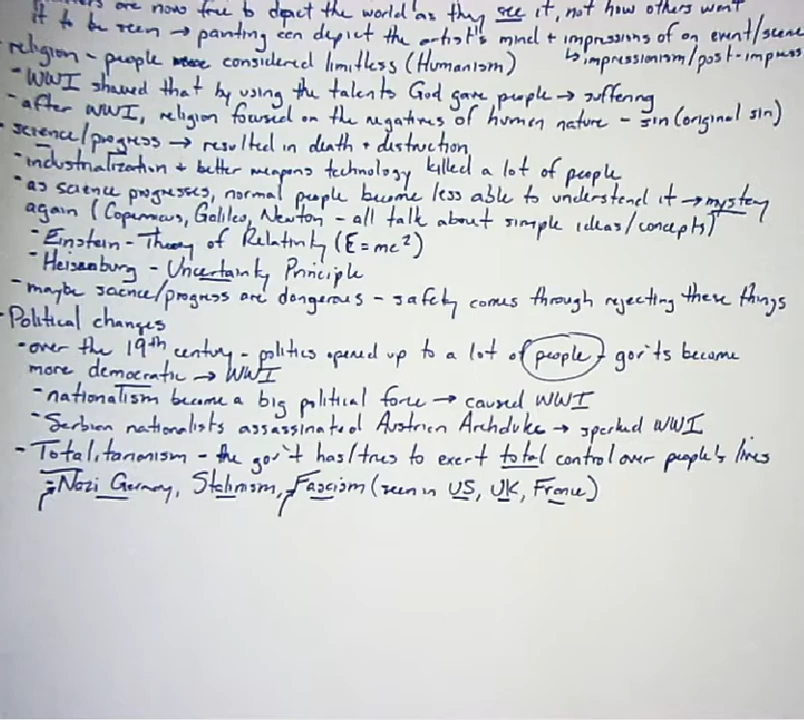 are now free to depict the world as they see it, not how others want
it to be seen → painting can depict the artist's mind + impressions of an event/scene
- religion - people were considered limitless (Humanism) ↳ impressionism/post-impress
- WWI showed that by using the talents God gave people → suffering
- after WWI, religion focused on the negatives of human nature - sin (original sin)
- science/progress → resulted in death + distruction
- industrialization + better weapons technology killed a lot of people
- as science progresses, normal people become less able to understand it → mystery
again (Copernicus, Galileo, Newton - all talk about simple ideas/concepts)
- Einstein - Theory of Relativity (E=mc²)
- Heisenburg - Uncertainty Principle
- maybe science/progress are dangerous - safety comes through rejecting these things
- Political changes
- over the 19th century - politics opened up to a lot of people + gov'ts become
more democratic → WWI
- nationalism become a big political force → caused WWI
- Serbian nationalists assassinated Austrian Archduke → sparked WWI
- Totalitarianism - the gov't has/tries to exert total control over people's lives
- Nazi Germany, Stalinism, Fascism (seen in US, UK, France)